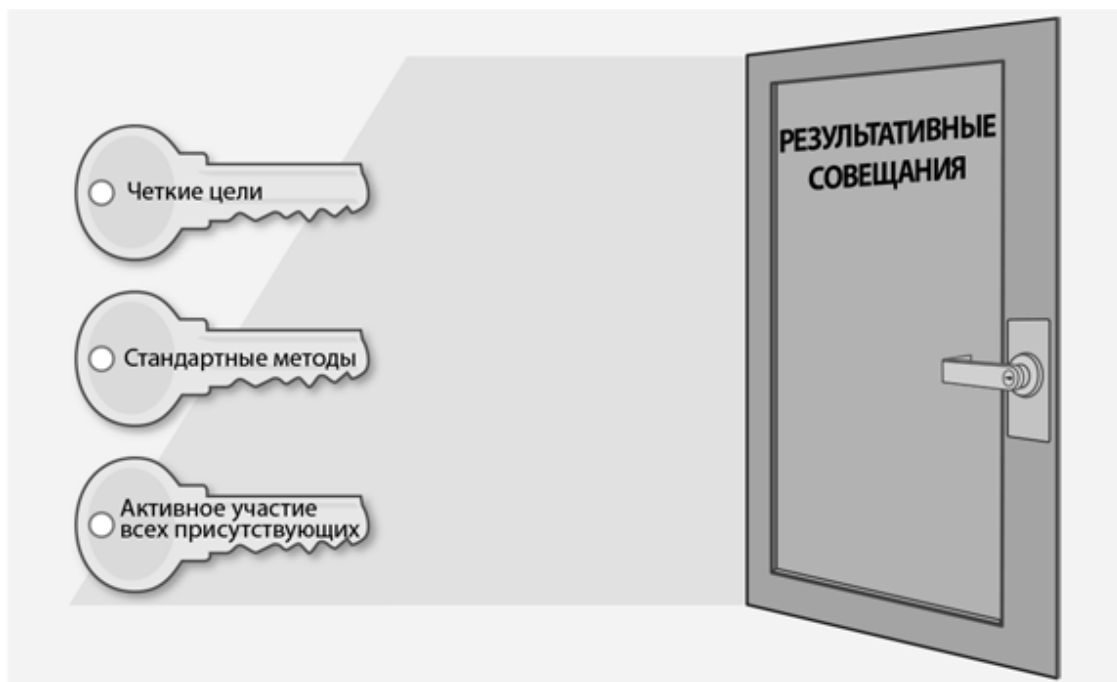 Четкие цели
Стандартные методы
Активное участие
всех присутствующих
РЕЗУЛЬТАТИВНЫЕ
СОВЕЩАНИЯ